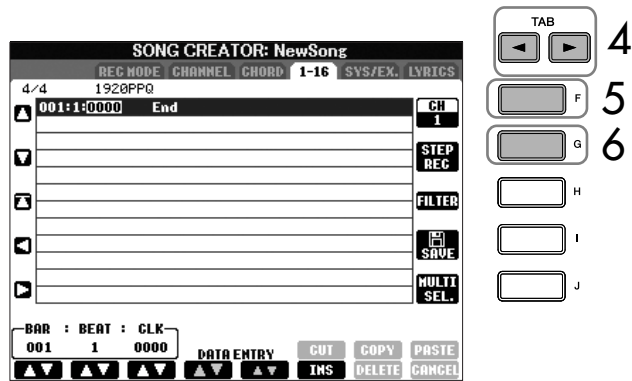 TAB
4
SONG CREATOR: NewSong
REC MODE CHANNEL CHORD 1-16 SYS/EX. LYRICS
4/4 1920PPQ
001:1:0000 End
CH
1
F
5
STEP
REC
G
6
FILTER
H
SAVE
I
MULTI
SEL.
J
BAR : BEAT : CLK
001 1 0000
DATA ENTRY
CUT COPY PASTE
INS DELETE CANCEL